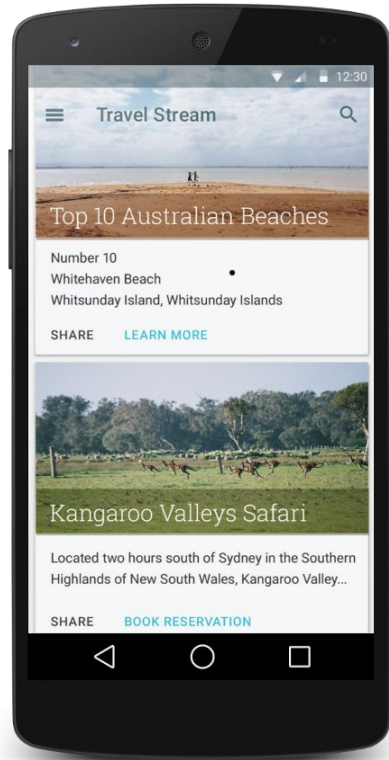 12:30
Travel Stream
Top 10 Australian Beaches
Number 10
Whitehaven Beach
Whitsunday Island, Whitsunday Islands
SHARE LEARN MORE
Kangaroo Valleys Safari
Located two hours south of Sydney in the Southern
Highlands of New South Wales, Kangaroo Valley...
SHARE BOOK RESERVATION